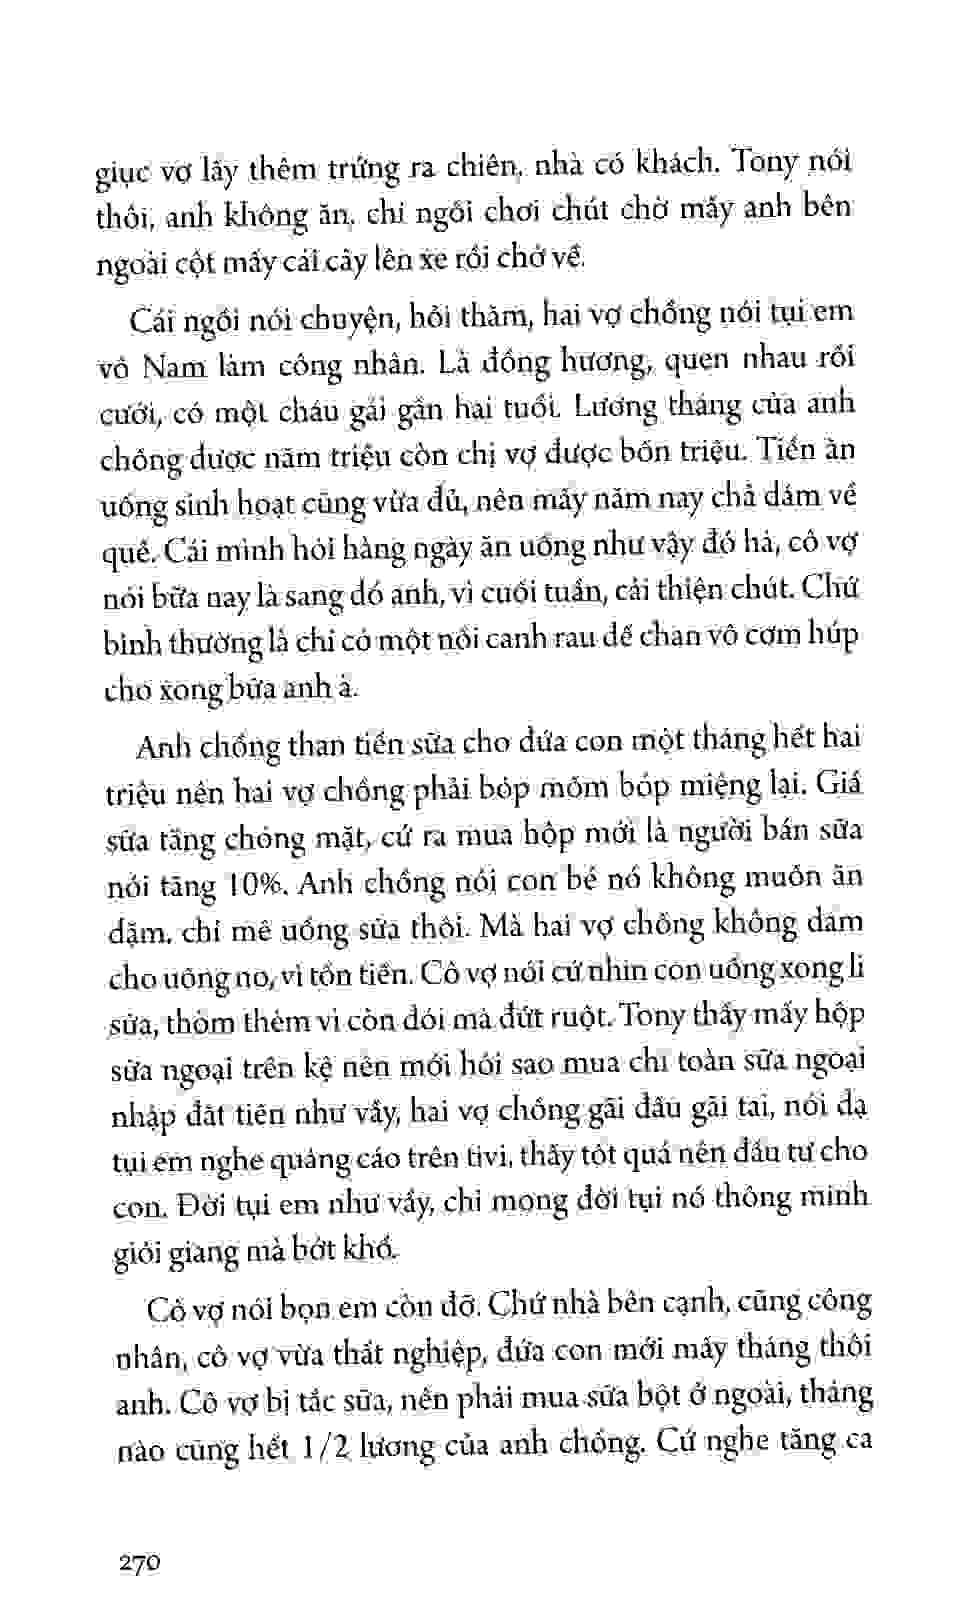 giục vợ lấy thêm trứng ra chiên, nhà có khách. Tony nói
thôi, anh không ăn, chỉ ngồi chơi chút chờ mấy anh bên
ngoài cột mấy cái cây lên xe rồi chở về.
Cái ngồi nói chuyện, hỏi thăm, hai vợ chồng nói tụi em
vô Nam làm công nhân. Là đồng hương, quen nhau rồi
cưới, có một cháu gái gần hai tuổi. Lương tháng của anh
chồng được năm triệu còn chị vợ được bốn triệu. Tiền ăn
uống sinh hoạt cũng vừa đủ, nên mấy năm nay chả dám về
quê. Cái mình hỏi hàng ngày ăn uống như vậy đó hả, cô vợ
nói bữa nay là sang đó anh, vì cuối tuần, cải thiện chút. Chứ
bình thường là chỉ có một nồi canh rau để chan vô cơm húp
cho xong bữa anh ạ.
Anh chồng than tiền sữa cho đứa con một tháng hết hai
triệu nên hai vợ chồng phải bóp mồm bóp miệng lại. Giá
sữa tăng chóng mặt, cứ ra mua hộp mới là người bán sữa
nói tăng 10%. Anh chồng nói con bé nó không muốn ăn
dặm, chỉ mê uống sữa thôi. Mà hai vợ chồng không dám
cho uống no, vì tốn tiền. Cô vợ nói cứ nhìn con uống xong li
sữa, thòm thèm vì còn đói mà đứt ruột. Tony thấy mấy hộp
sữa ngoại trên kệ nên mới hỏi sao mua chi toàn sữa ngoại
nhập đắt tiền như vầy, hai vợ chồng gãi đầu gãi tai, nói dạ
tụi em nghe quảng cáo trên tivi, thấy tốt quá nên đầu tư cho
con. Đời tụi em như vầy, chỉ mong đời tụi nó thông minh
giỏi giang mà bớt khổ.
Cô vợ nói bọn em còn đỡ. Chứ nhà bên cạnh, cũng công
nhân, cô vợ vừa thất nghiệp, đứa con mới mấy tháng thôi
anh. Cô vợ bị tắc sữa, nên phải mua sữa bột ở ngoài, tháng
nào cũng hết 1/2 lương của anh chồng. Cứ nghe tăng ca
270